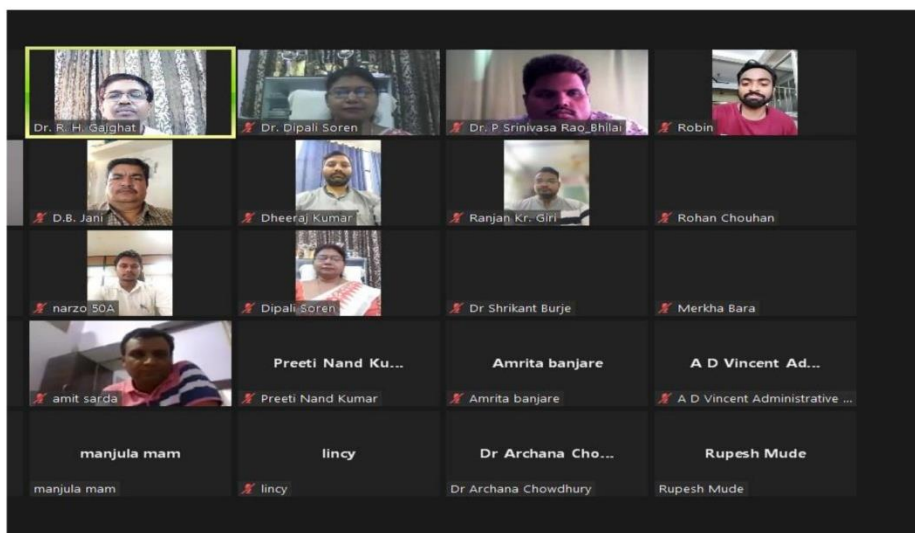 Dr. R. H. Gajghat
Dr. Dipali Soren
Dr. P Srinivasa Rao_Bhilai
Robin
D.B. Jani
Dheeraj Kumar
Ranjan Kr. Giri
Rohan Chouhan
narzo 50A
Dipali Soren
Dr Shrikant Burje
Merkha Bara
amit sarda
Preeti Nand Ku...
Preeti Nand Kumar
Amrita banjare
Amrita banjare
A D Vincent Ad...
A D Vincent Administrative ...
manjula mam
manjula mam
lincy
lincy
Dr Archana Cho...
Dr Archana Chowdhury
Rupesh Mude
Rupesh Mude